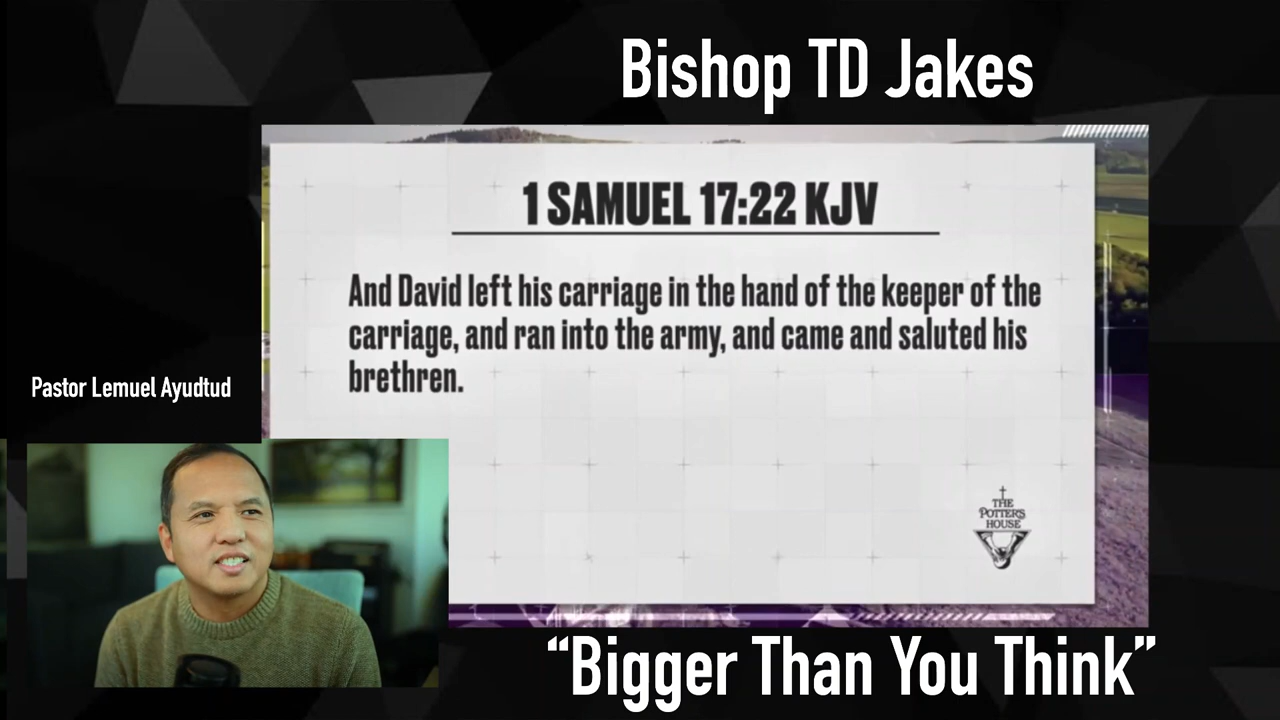 Bishop TD Jakes
1 SAMUEL 17:22 KJV
And David left his carriage in the hand of the keeper of the
carriage, and ran into the army, and came and saluted his
brethren.
Pastor Lemuel Ayudtud
THE
POTTER'S
HOUSE
“Bigger Than You Think”